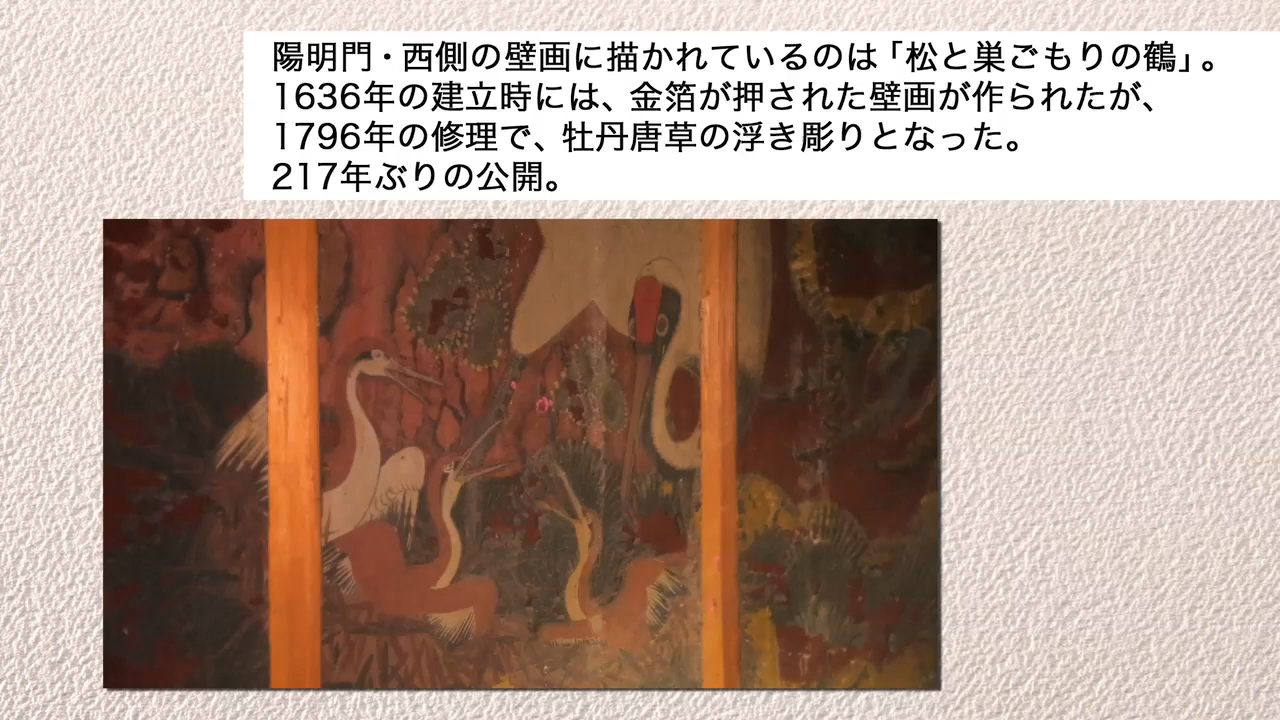 陽明門・西側の壁画に描かれているのは「松と巣ごもりの鶴」。
1636年の建立時には、金箔が押された壁画が作られたが、
1796年の修理で、牡丹唐草の浮き彫りとなった。
217年ぶりの公開。